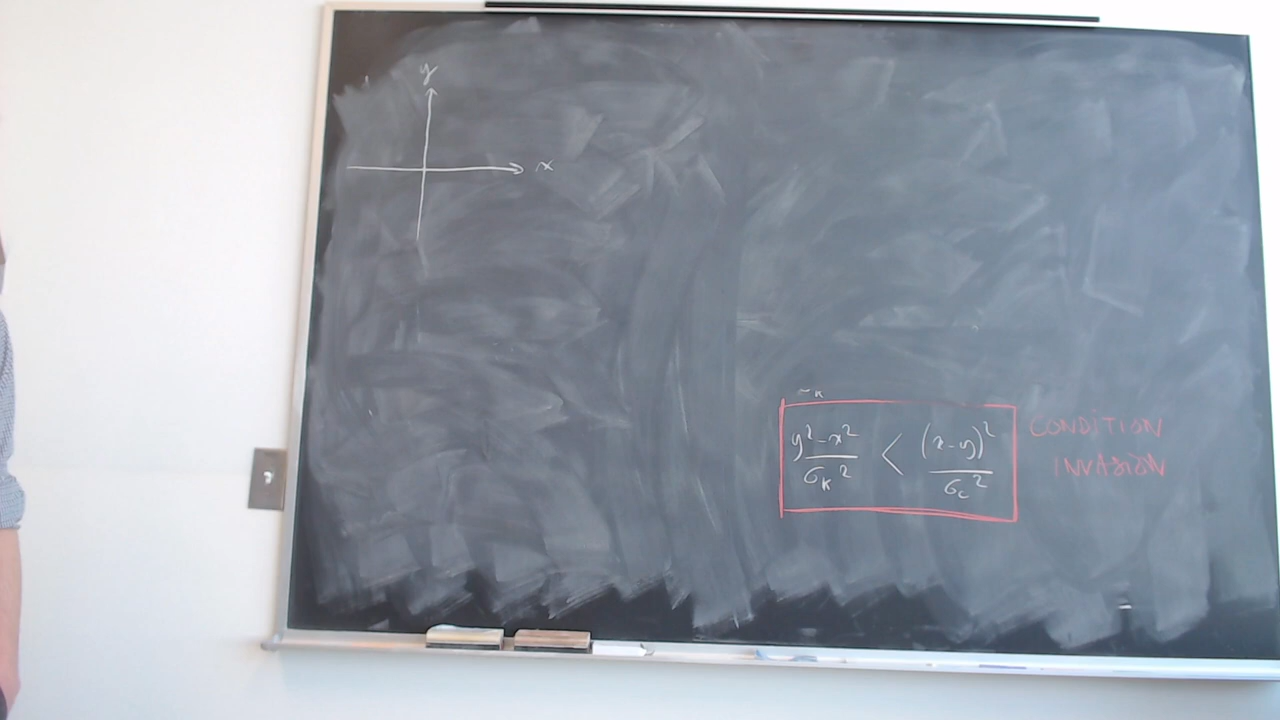 y
x
K
y² - x² / σ_K² < (x - y)² / σ_c²
CONDITION
INVASION